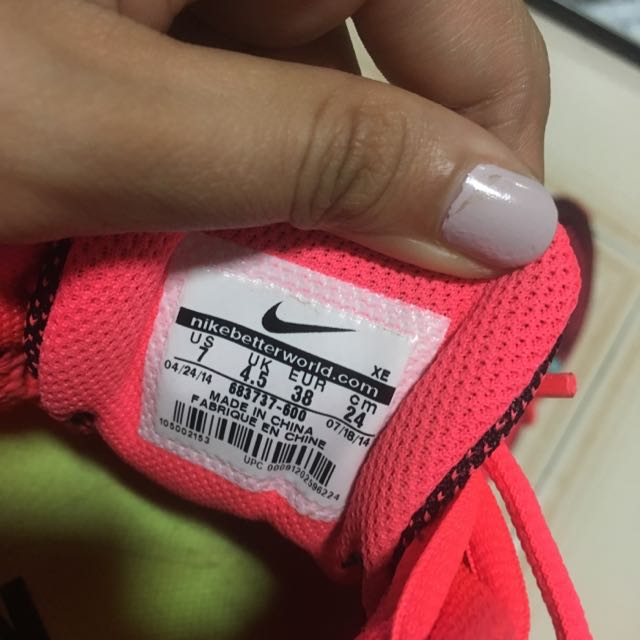 nikebetterworld.com XE
US UK EUR cm
7 4.5 38 24
04/24/14 07/18/14
683737-600
MADE IN CHINA
FABRIQUE EN CHINE
105002153
UPC 00091202596224